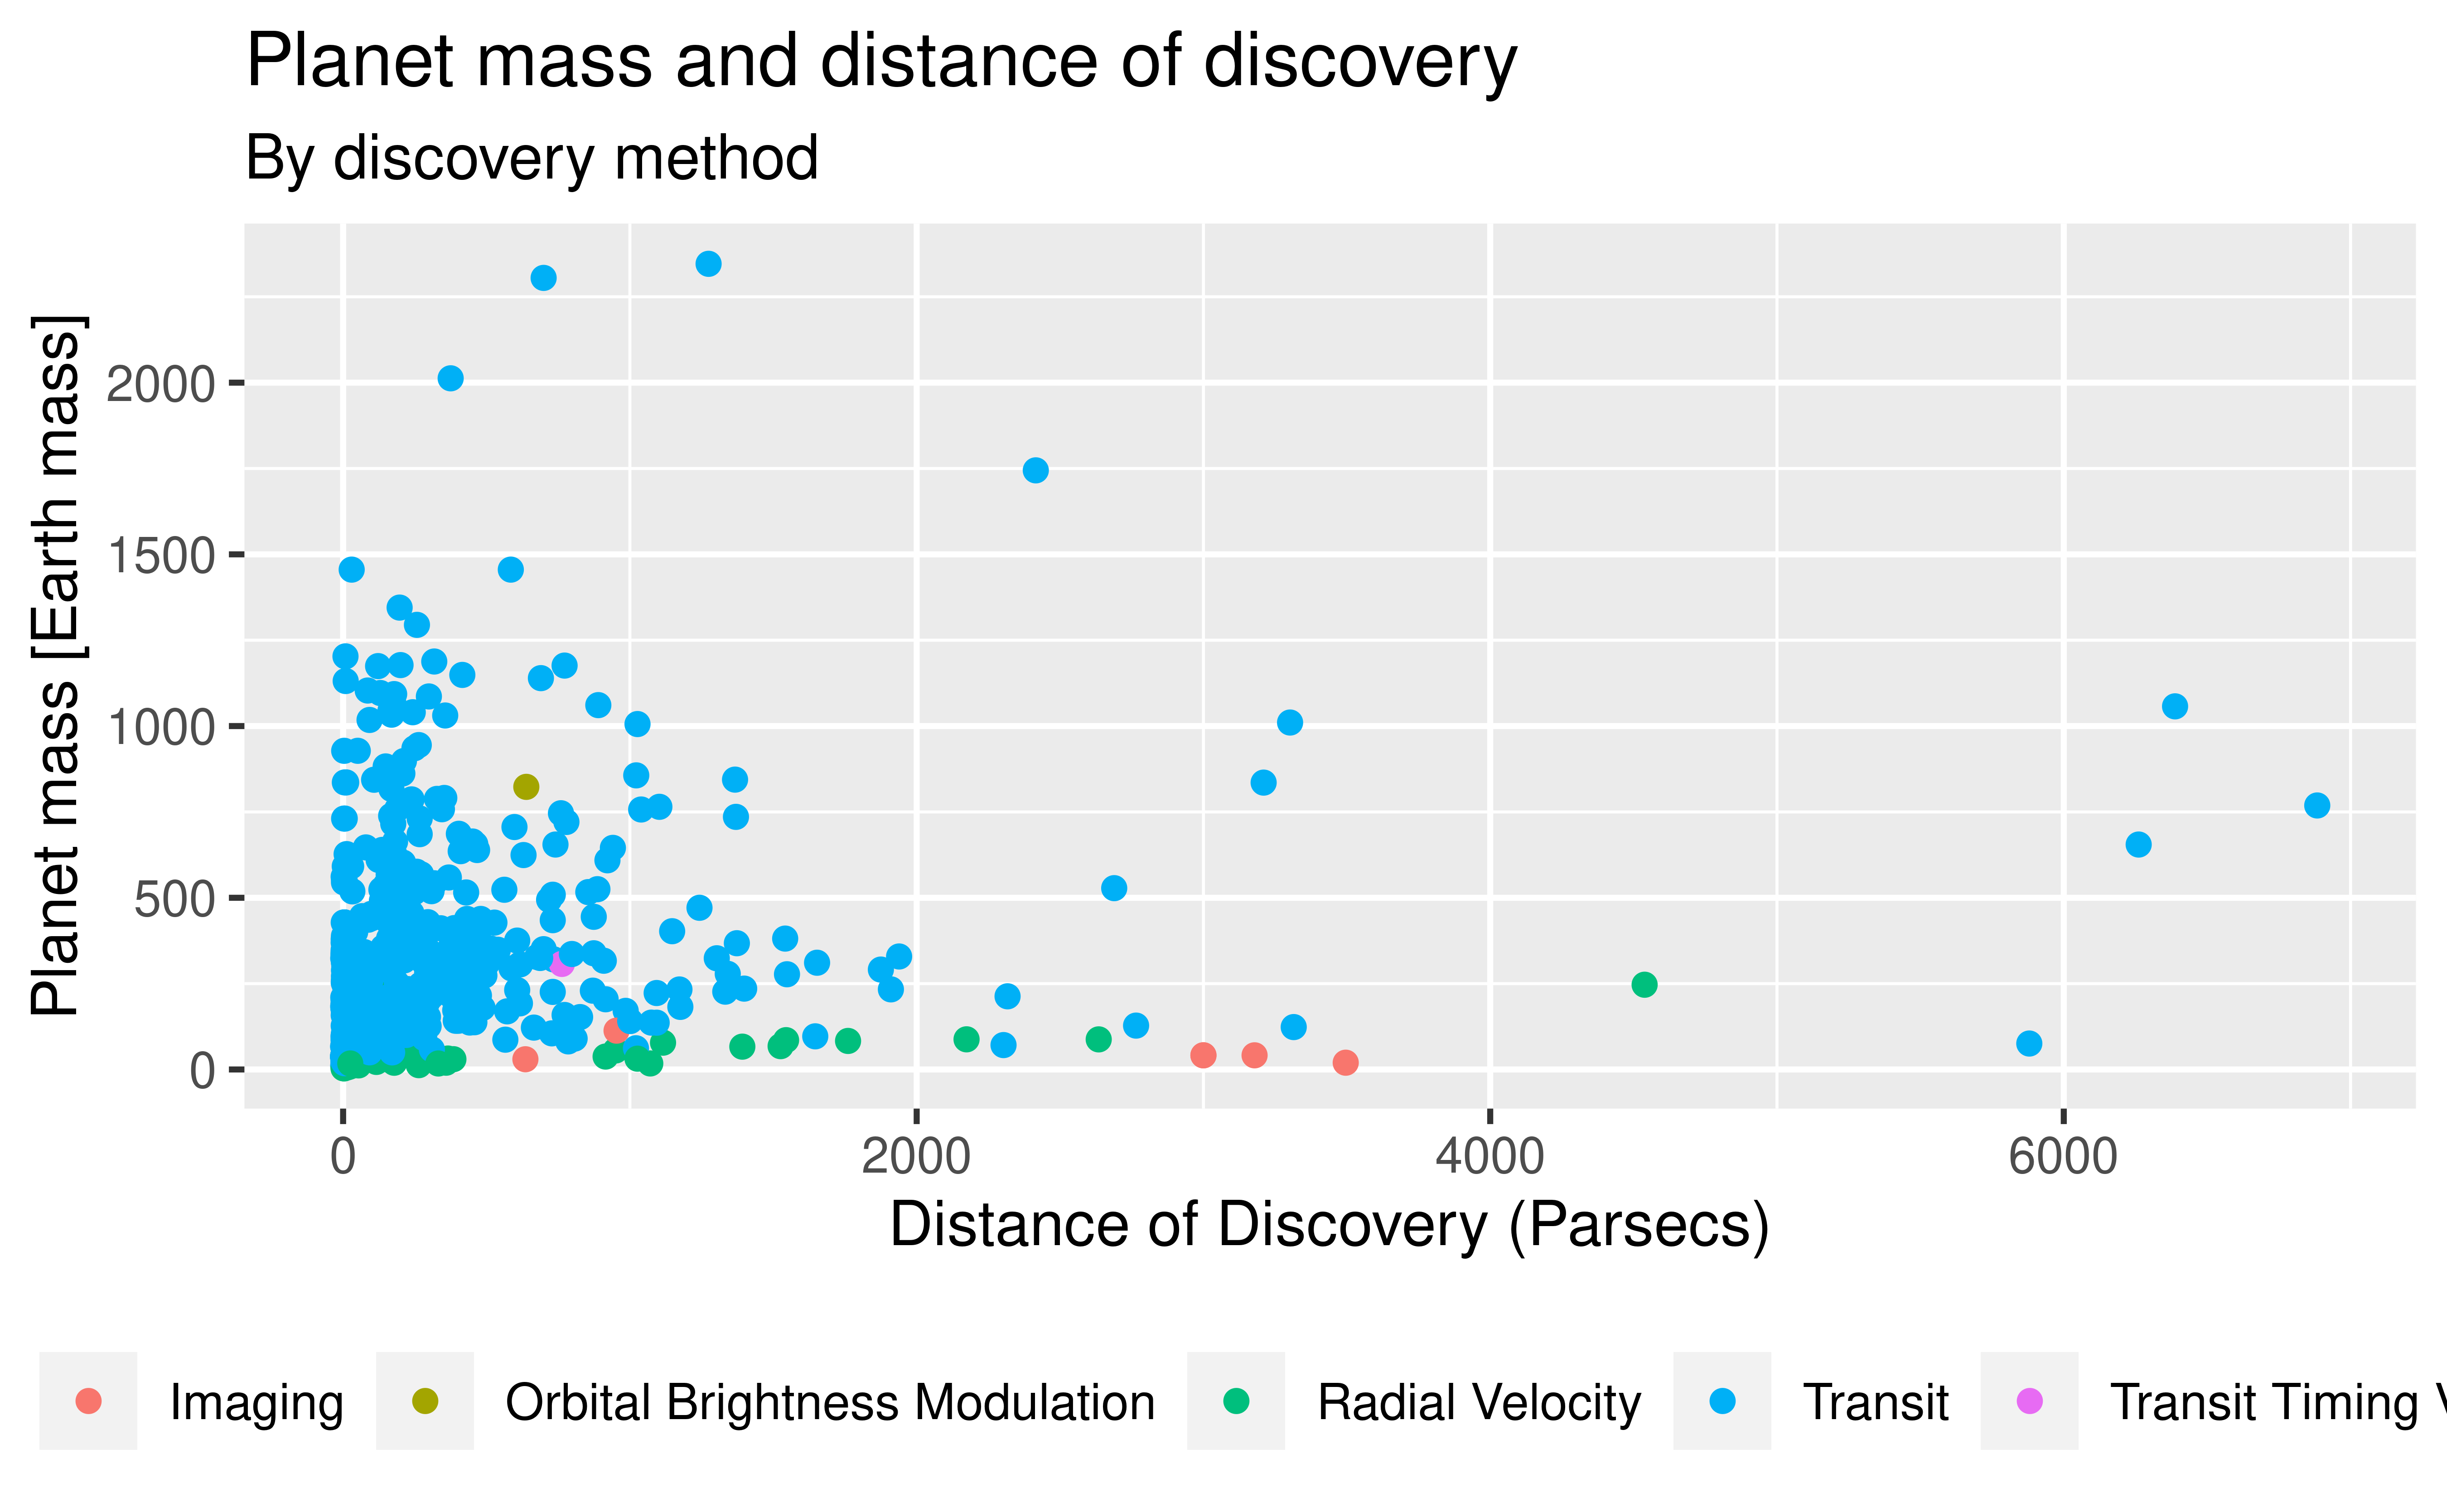 Planet mass and distance of discovery
By discovery method
Planet mass [Earth mass]
2000
1500
1000
500
0
0 2000 4000 6000
Distance of Discovery (Parsecs)
Imaging Orbital Brightness Modulation Radial Velocity Transit Transit Timing